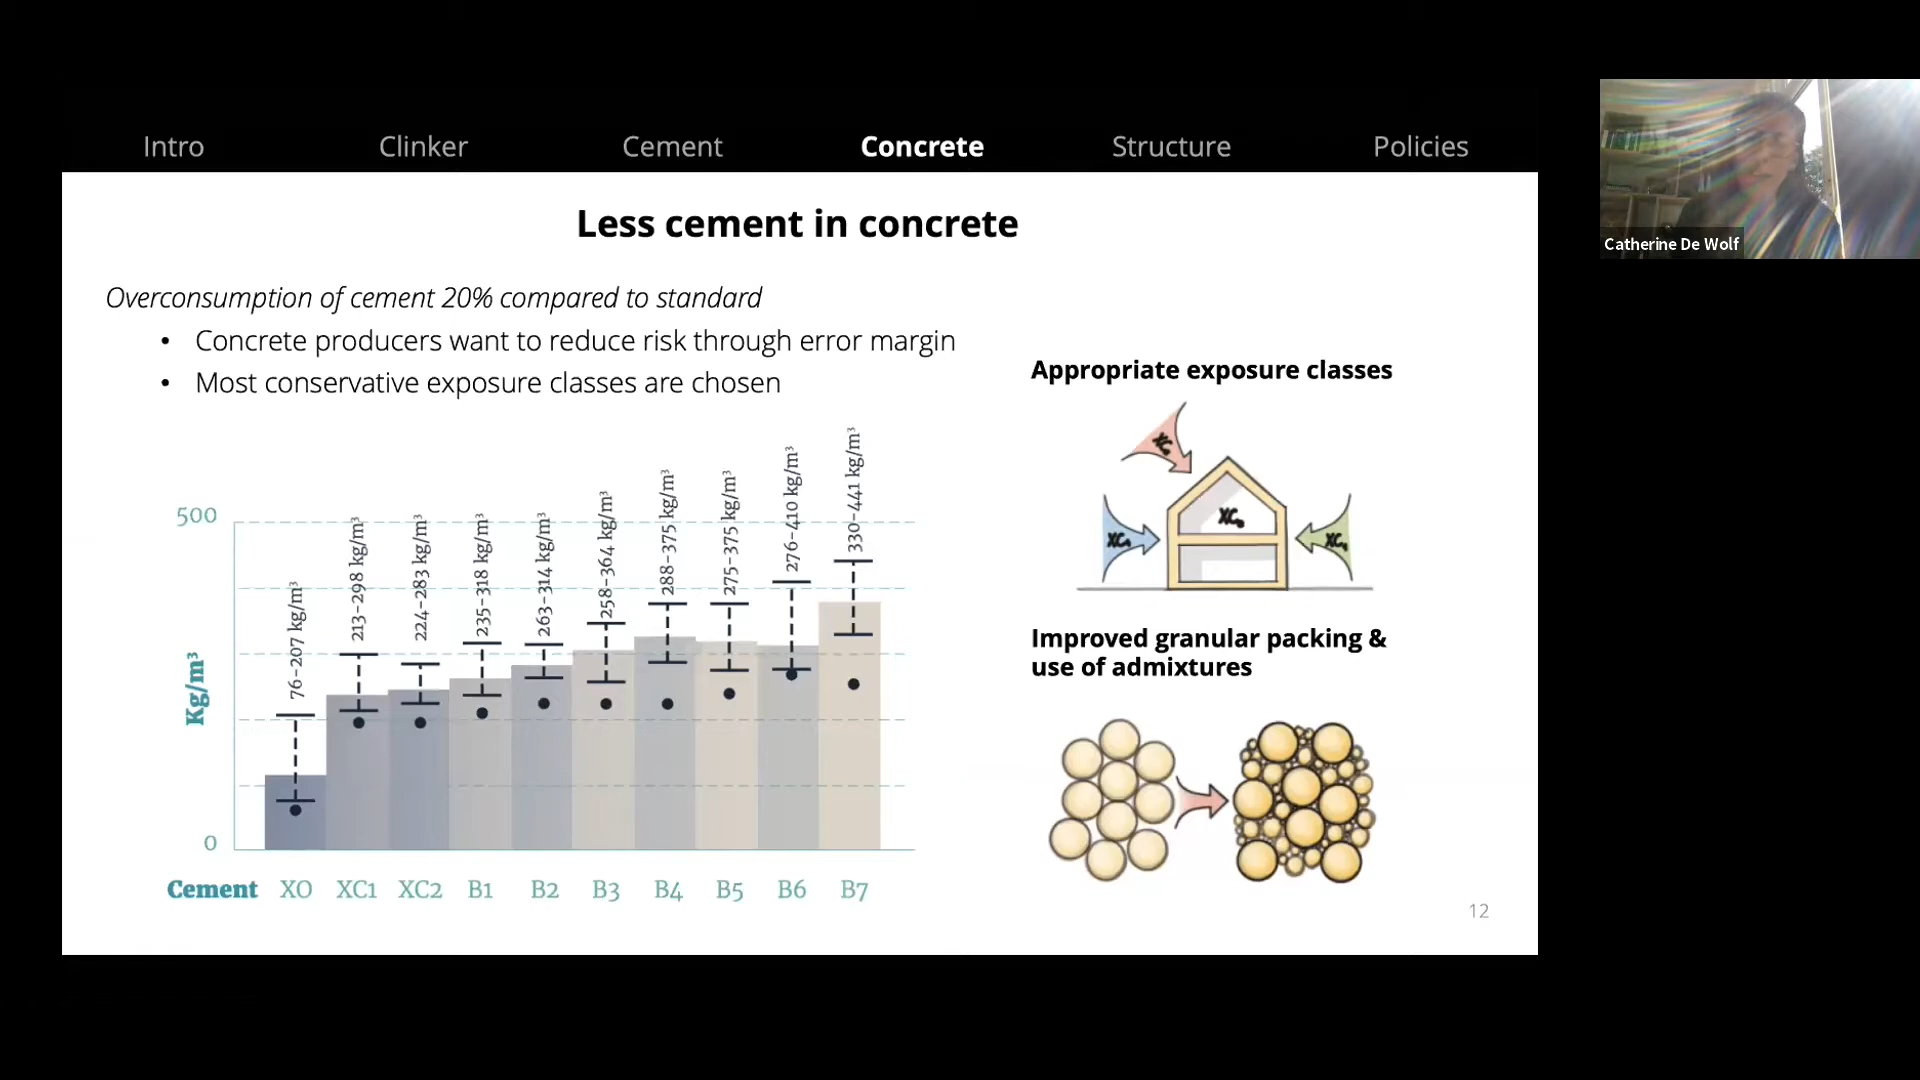 Intro Clinker Cement Concrete Structure Policies
Less cement in concrete
Overconsumption of cement 20% compared to standard
• Concrete producers want to reduce risk through error margin
• Most conservative exposure classes are chosen
500
0
Kg/m³
76-207 kg/m³
213-298 kg/m³
224-283 kg/m³
235-318 kg/m³
263-314 kg/m³
258-364 kg/m³
288-375 kg/m³
275-375 kg/m³
276-410 kg/m³
330-441 kg/m³
Cement XO XC1 XC2 B1 B2 B3 B4 B5 B6 B7
Appropriate exposure classes
Improved granular packing &
use of admixtures
12
Catherine De Wolf